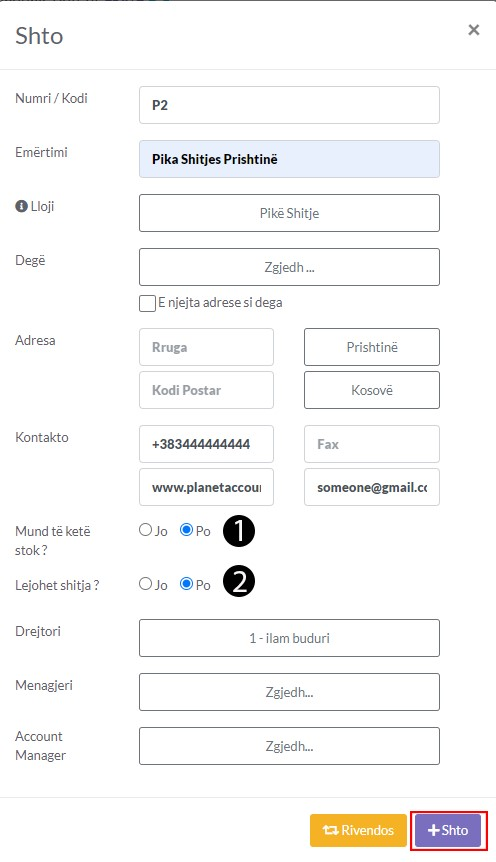 Shto ×
Numri / Kodi P2
Emërtimi Pika Shitjes Prishtinë
Lloji Pikë Shitje
Degë Zgjedh ...
E njejta adrese si dega
Adresa Rruga Prishtinë
Kodi Postar Kosovë
Kontakto +383444444444 Fax
www.planetaccou someone@gmail.cc
Mund të ketë stok ? Jo Po 1
Lejohet shitja ? Jo Po 2
Drejtori 1 - ilam buduri
Menagjeri Zgjedh...
Account Manager Zgjedh...
Rivendos Shto